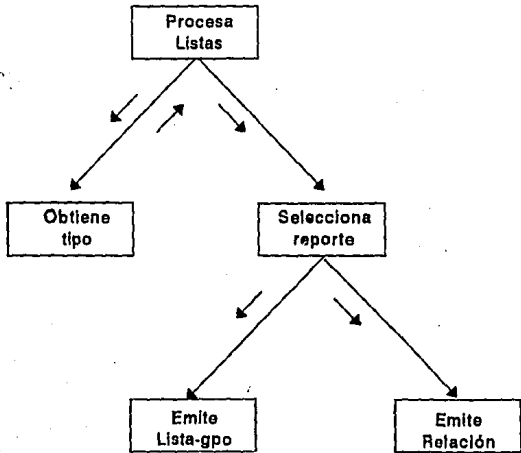 Procesa
Listas
Obtiene
tipo
Selecciona
reporte
Emite
Lista-gpo
Emite
Relación